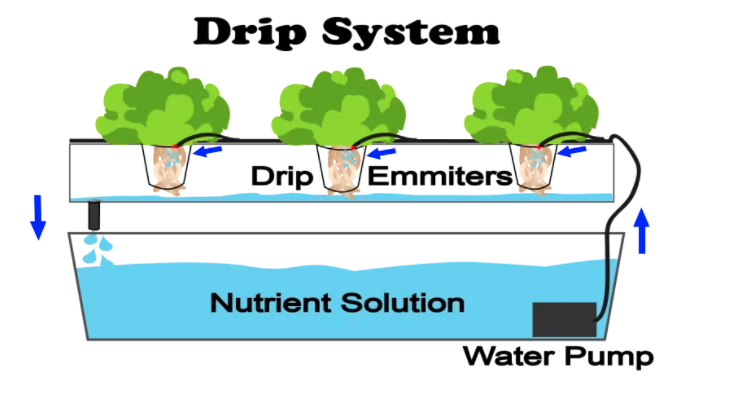 Drip System
Drip Emmiters
Nutrient Solution
Water Pump